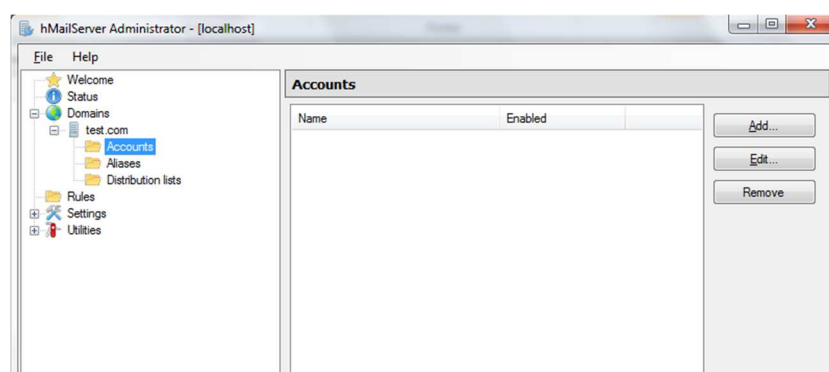 hMailServer Administrator - [localhost]
File Help
Welcome
Status
Domains
test.com
Accounts
Aliases
Distribution lists
Rules
Settings
Utilities
Accounts
Name Enabled
Add...
Edit...
Remove